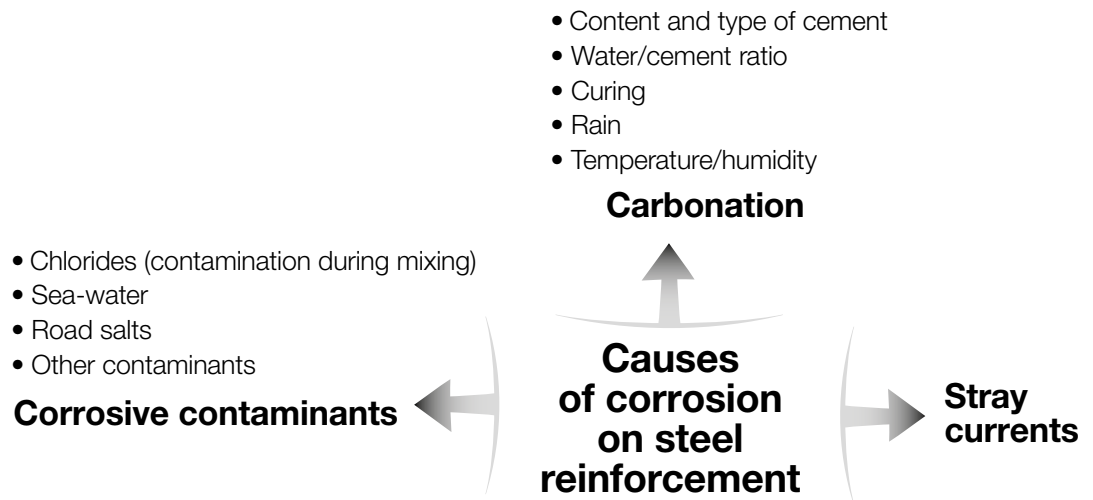 • Content and type of cement
• Water/cement ratio
• Curing
• Rain
• Temperature/humidity
Carbonation
• Chlorides (contamination during mixing)
• Sea-water
• Road salts
• Other contaminants
Corrosive contaminants
Causes
of corrosion
on steel
reinforcement
Stray
currents